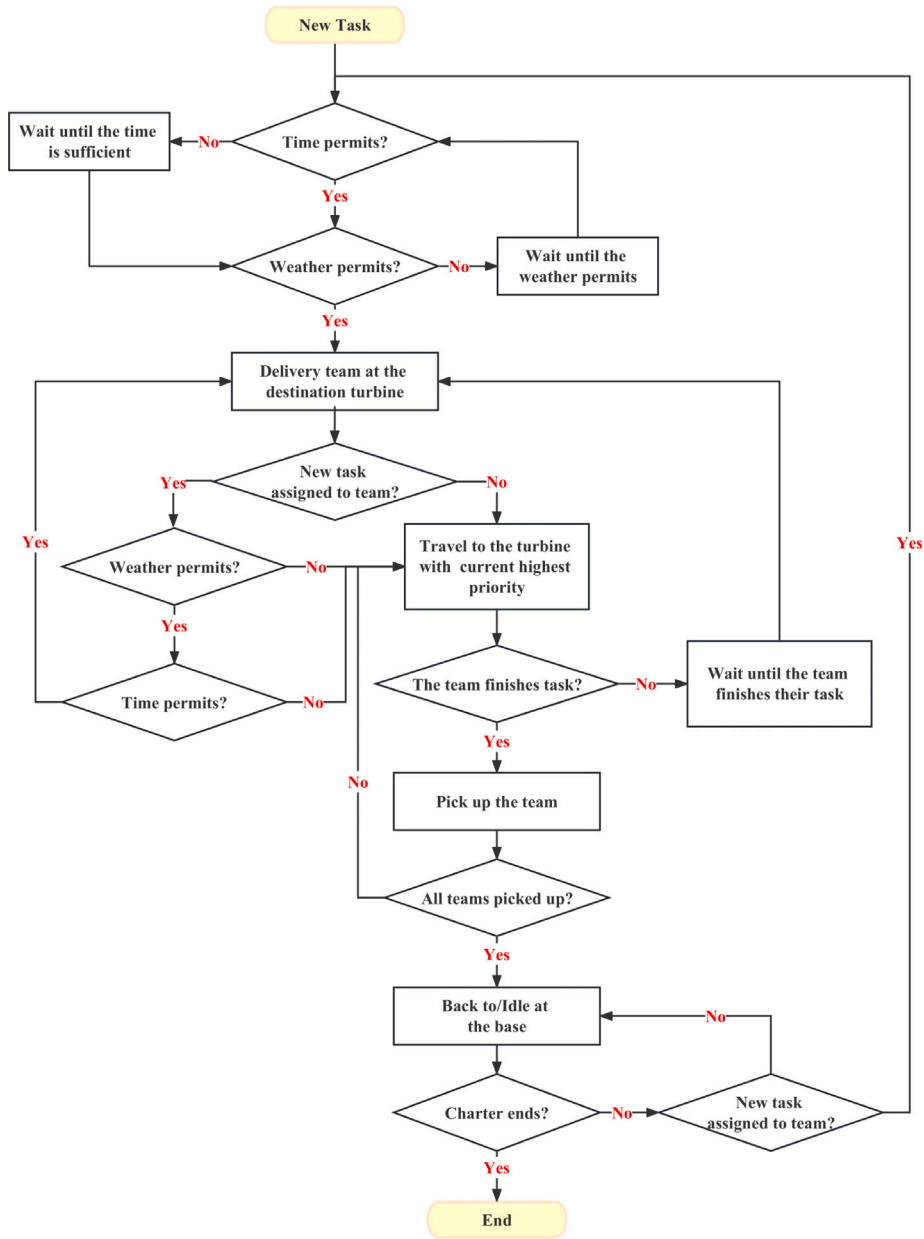 New Task
Wait until the time
is sufficient
No
Time permits?
Yes
Weather permits?
No
Wait until the
weather permits
Yes
Delivery team at the
destination turbine
New task
assigned to team?
Yes
No
Yes
Travel to the turbine
with current highest
priority
Yes
Weather permits?
No
Yes
The team finishes task?
No
Wait until the team
finishes their task
Time permits?
No
Yes
No
Pick up the team
All teams picked up?
Yes
Back to/Idle at
the base
No
Charter ends?
No
New task
assigned to team?
Yes
End